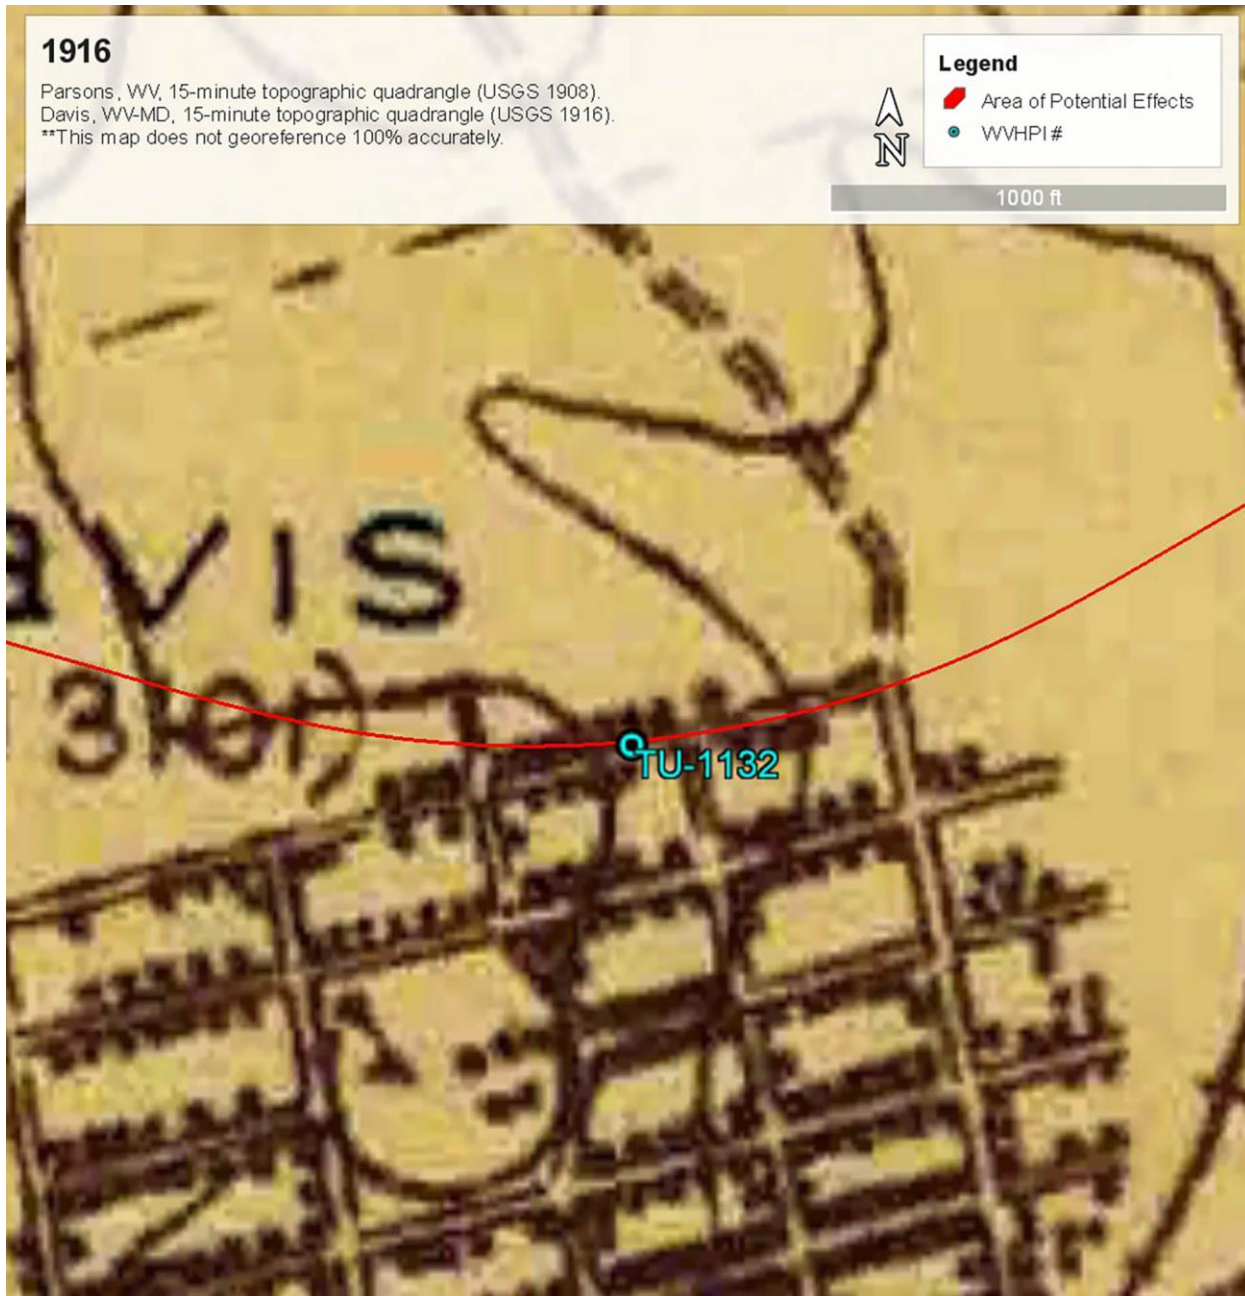 1916
Parsons, WV, 15-minute topographic quadrangle (USGS 1908).
Davis, WV-MD, 15-minute topographic quadrangle (USGS 1916).
**This map does not georeference 100% accurately.
N
Legend
Area of Potential Effects
WVHPI #
1000 ft
avis
TU-1132